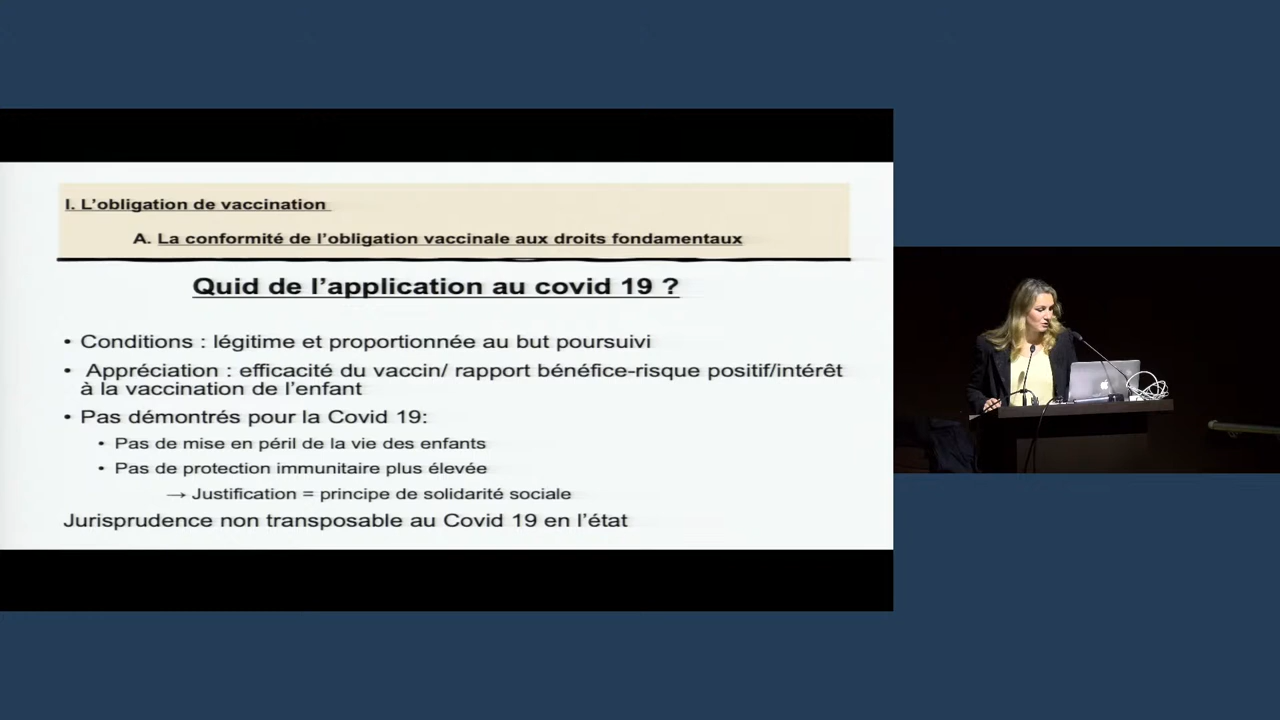 I. L'obligation de vaccination
A. La conformité de l'obligation vaccinale aux droits fondamentaux
Quid de l'application au covid 19 ?
• Conditions : légitime et proportionnée au but poursuivi
• Appréciation : efficacité du vaccin/ rapport bénéfice-risque positif/intérêt
à la vaccination de l'enfant
• Pas démontrés pour la Covid 19:
• Pas de mise en péril de la vie des enfants
• Pas de protection immunitaire plus élevée
→ Justification = principe de solidarité sociale
Jurisprudence non transposable au Covid 19 en l'état